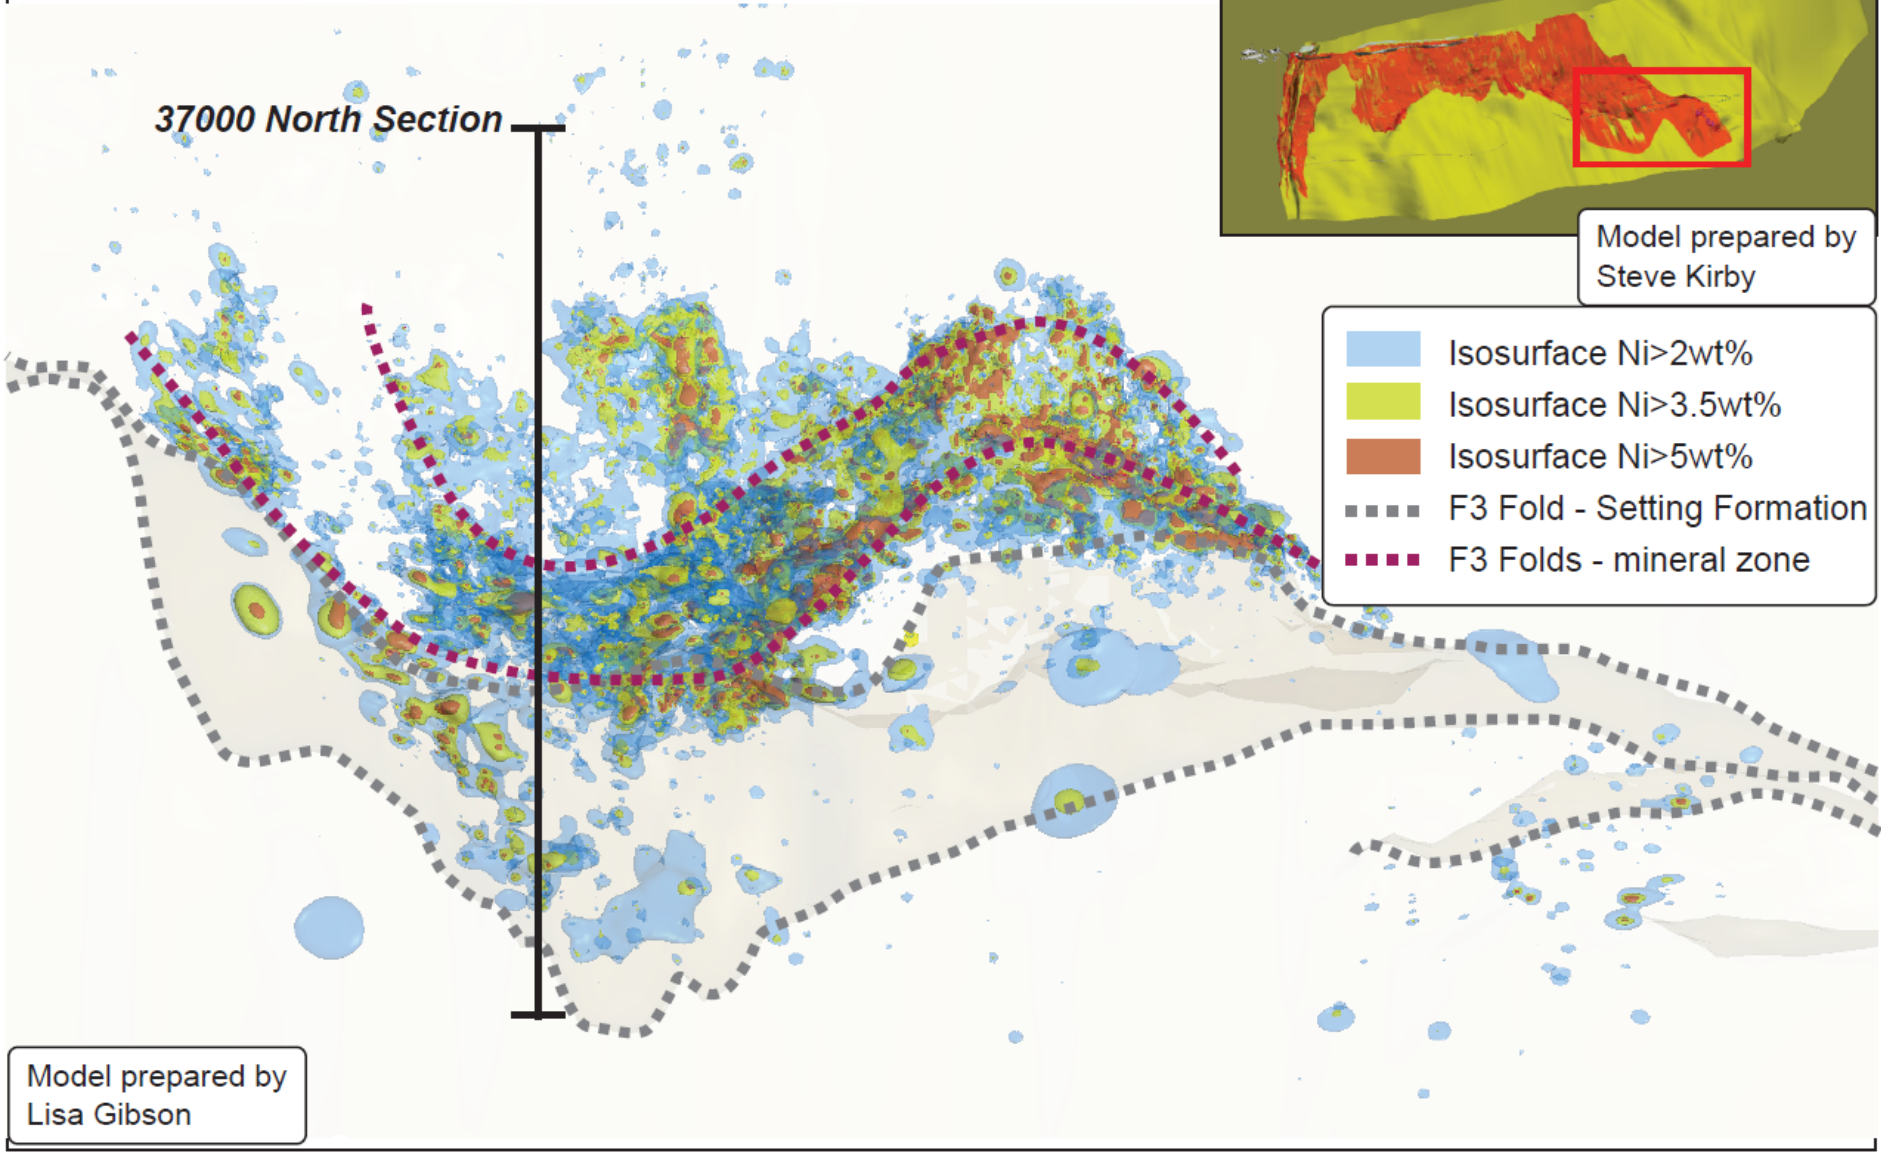 37000 North Section
Model prepared by
Steve Kirby
Isosurface Ni>2wt%
Isosurface Ni>3.5wt%
Isosurface Ni>5wt%
F3 Fold - Setting Formation
F3 Folds - mineral zone
Model prepared by
Lisa Gibson